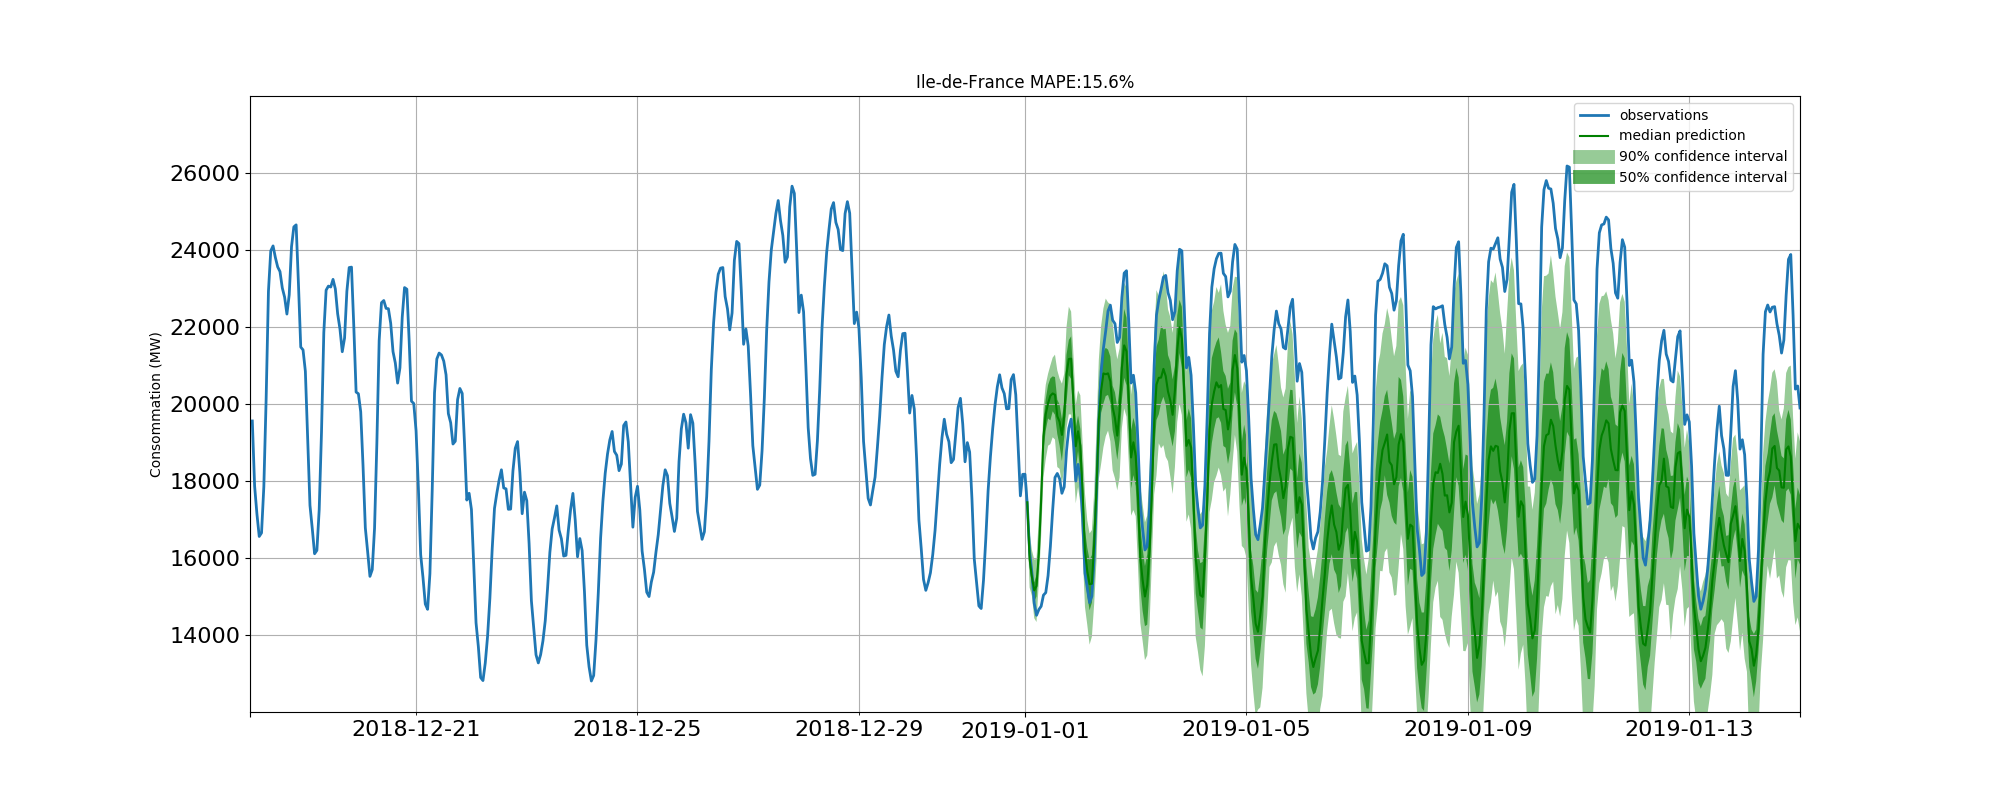 Ile-de-France MAPE:15.6%
observations
median prediction
90% confidence interval
50% confidence interval
Consommation (MW)
26000
24000
22000
20000
18000
16000
14000
2018-12-21
2018-12-25
2018-12-29
2019-01-01
2019-01-05
2019-01-09
2019-01-13